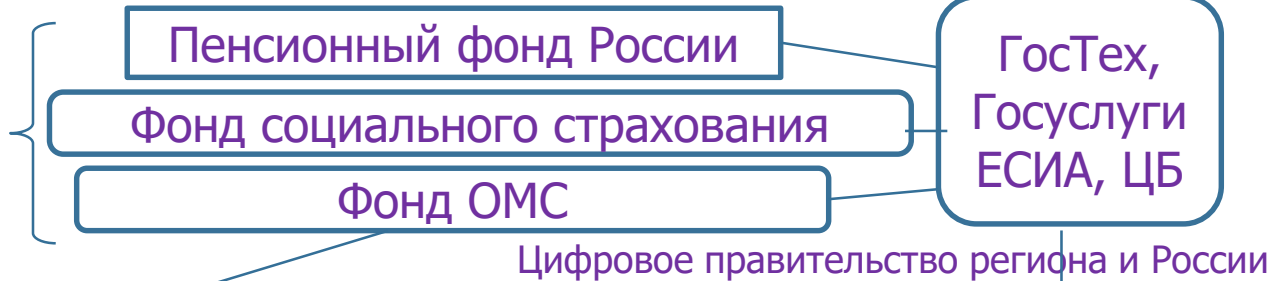 Пенсионный фонд России
Фонд социального страхования
Фонд ОМС
ГосТех,
Госуслуги
ЕСИА, ЦБ
Цифровое правительство региона и России